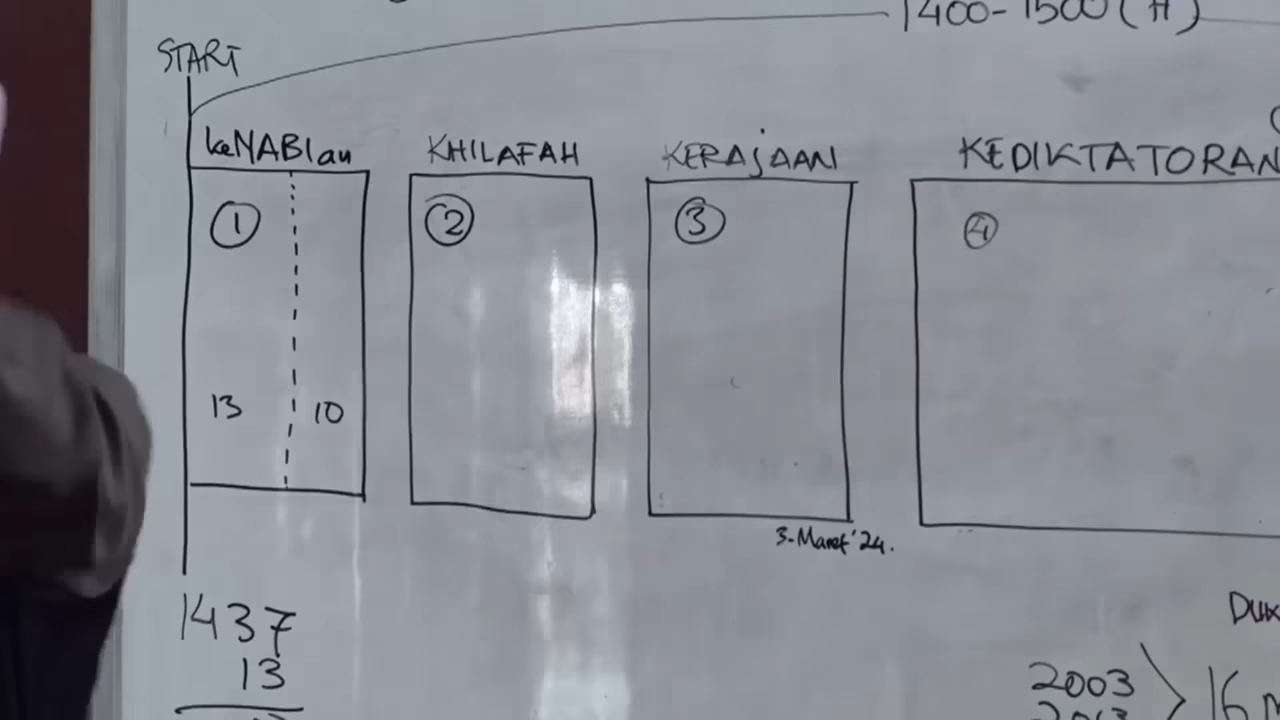 1400-1500 (H)
START
keNABIan KHILAFAH KERAJAAN KEDIKTATORAN
1 2 3 4
13 10
3-Maret '24.
1437
13
2003
16